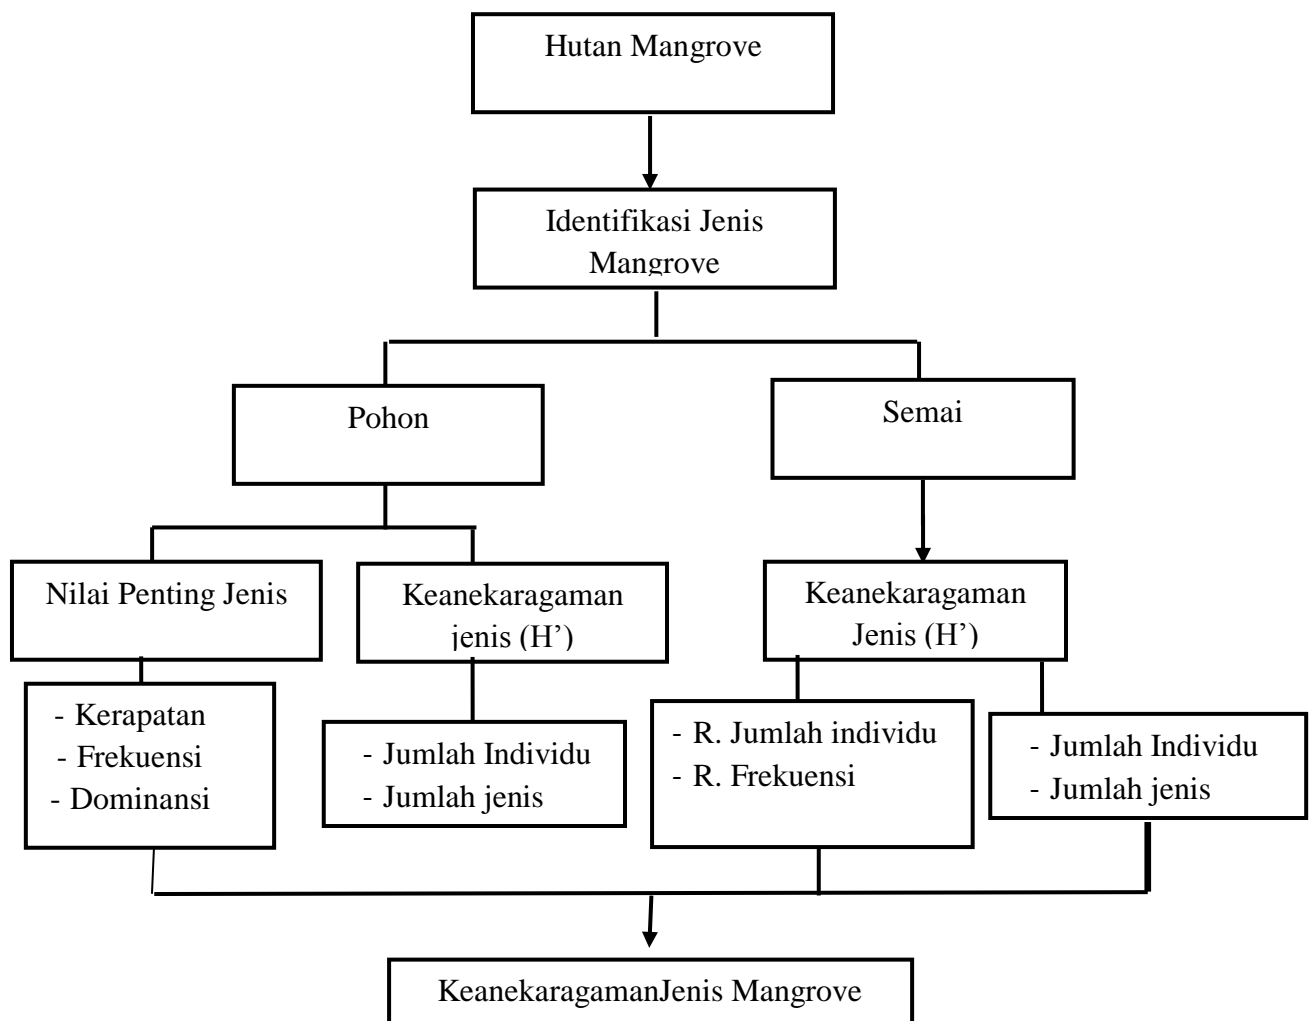 Hutan Mangrove
Identifikasi Jenis
Mangrove
Pohon
Semai
Nilai Penting Jenis
Keanekaragaman
jenis (H’)
Keanekaragaman
Jenis (H’)
- Kerapatan
- Frekuensi
- Dominansi
- Jumlah Individu
- Jumlah jenis
- R. Jumlah individu
- R. Frekuensi
- Jumlah Individu
- Jumlah jenis
KeanekaragamanJenis Mangrove